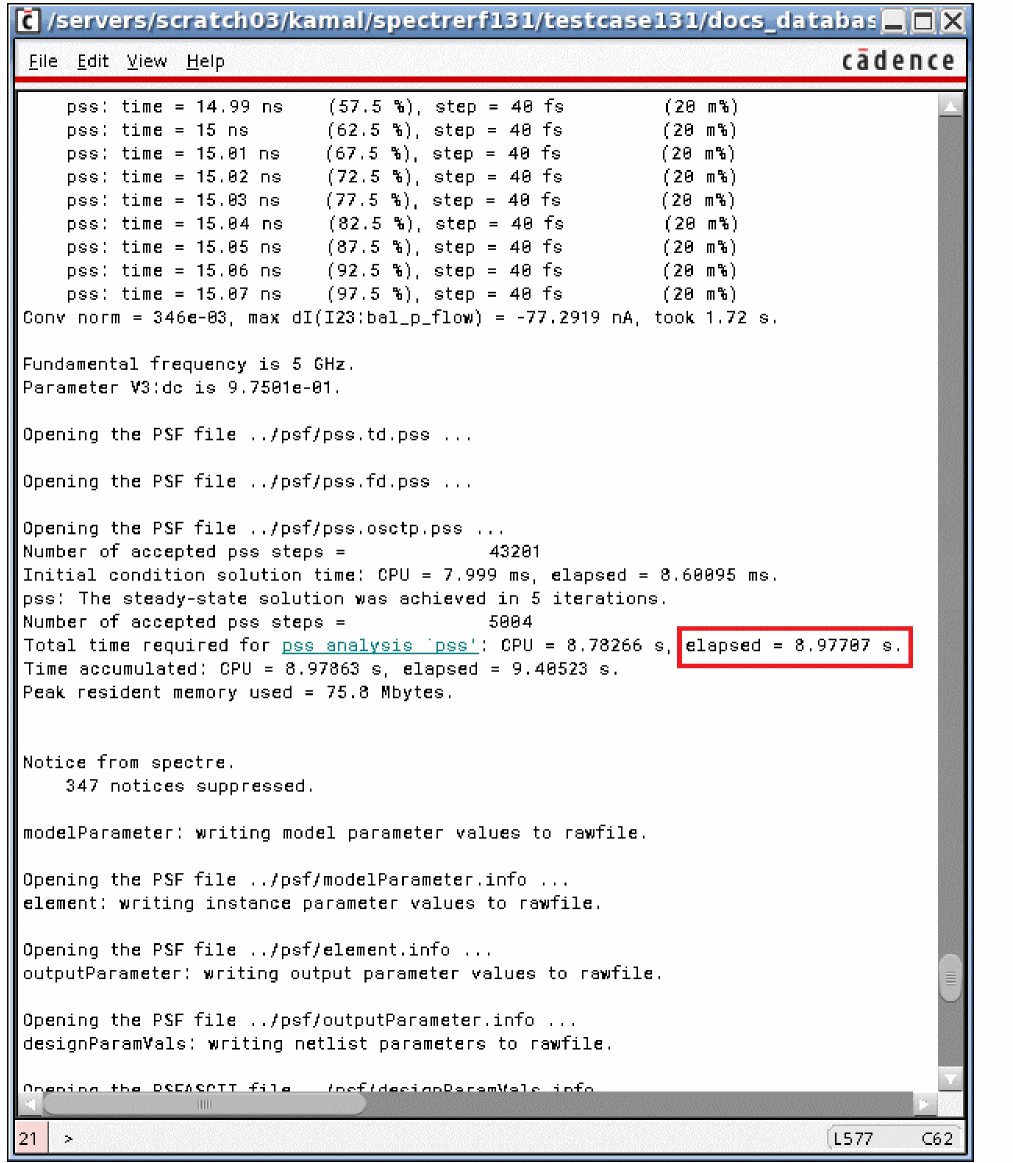 /servers/scratch03/kamal/spectrerf131/testcase131/docs_databas
File Edit View Help
cādence
pss: time = 14.99 ns (57.5 %), step = 40 fs (20 m%)
pss: time = 15 ns (62.5 %), step = 40 fs (20 m%)
pss: time = 15.01 ns (67.5 %), step = 40 fs (20 m%)
pss: time = 15.02 ns (72.5 %), step = 40 fs (20 m%)
pss: time = 15.03 ns (77.5 %), step = 40 fs (20 m%)
pss: time = 15.04 ns (82.5 %), step = 40 fs (20 m%)
pss: time = 15.05 ns (87.5 %), step = 40 fs (20 m%)
pss: time = 15.06 ns (92.5 %), step = 40 fs (20 m%)
pss: time = 15.07 ns (97.5 %), step = 40 fs (20 m%)
Conv norm = 346e-03, max dI(I23:bal_p_flow) = -77.2919 nA, took 1.72 s.
Fundamental frequency is 5 GHz.
Parameter V3:dc is 9.7501e-01.
Opening the PSF file ../psf/pss.td.pss ...
Opening the PSF file ../psf/pss.fd.pss ...
Opening the PSF file ../psf/pss.osctp.pss ...
Number of accepted pss steps = 43201
Initial condition solution time: CPU = 7.999 ms, elapsed = 8.60095 ms.
pss: The steady-state solution was achieved in 5 iterations.
Number of accepted pss steps = 5004
Total time required for pss analysis `pss': CPU = 8.78266 s, elapsed = 8.97707 s.
Time accumulated: CPU = 8.97863 s, elapsed = 9.40523 s.
Peak resident memory used = 75.8 Mbytes.
Notice from spectre.
347 notices suppressed.
modelParameter: writing model parameter values to rawfile.
Opening the PSF file ../psf/modelParameter.info ...
element: writing instance parameter values to rawfile.
Opening the PSF file ../psf/element.info ...
outputParameter: writing output parameter values to rawfile.
Opening the PSF file ../psf/outputParameter.info ...
designParamVals: writing netlist parameters to rawfile.
Opening the PSFASCII file ../psf/designParamVals.info
21 >
L577 C62